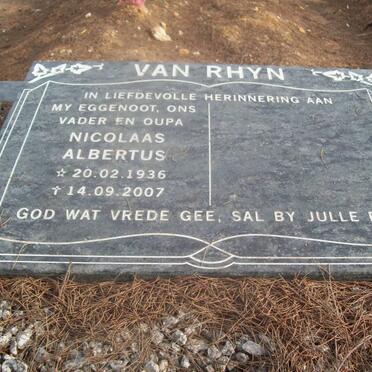 VAN RHYN
IN LIEFDEVOLLE HERINNERING AAN
MY EGGENOOT, ONS
VADER EN OUPA
NICOLAAS
ALBERTUS
☆ 20.02.1936
† 14.09.2007
GOD WAT VREDE GEE, SAL BY JULLE